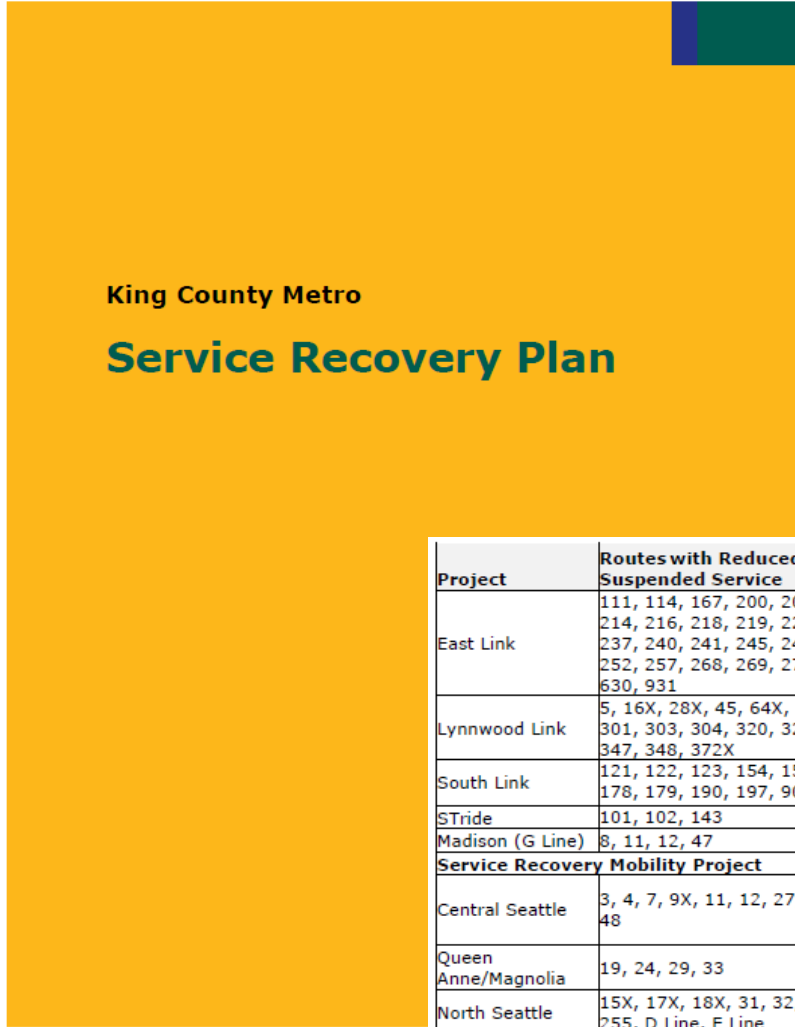 King County Metro
Service Recovery Plan
Project
Routes with Reduced
Suspended Service
East Link
111, 114, 167, 200,
214, 216, 218, 219,
237, 240, 241, 245,
252, 257, 268, 269,
630, 931
Lynnwood Link
5, 16X, 28X, 45, 64X,
301, 303, 304, 320,
347, 348, 372X
South Link
121, 122, 123, 154,
178, 179, 190, 197,
STride
101, 102, 143
Madison (G Line)
8, 11, 12, 47
Service Recovery Mobility Project
Central Seattle
3, 4, 7, 9X, 11, 12, 27
48
Queen
Anne/Magnolia
19, 24, 29, 33
North Seattle
15X, 17X, 18X, 31, 32
255, D Line, E Line